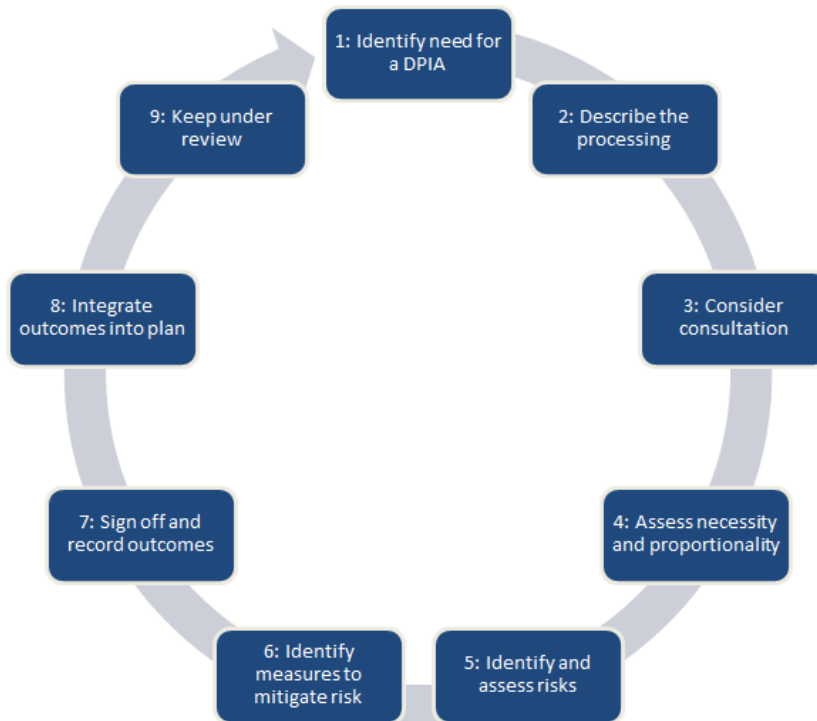 1: Identify need for
a DPIA
2: Describe the
processing
3: Consider
consultation
4: Assess necessity
and proportionality
5: Identify and
assess risks
6: Identify
measures to
mitigate risk
7: Sign off and
record outcomes
8: Integrate
outcomes into plan
9: Keep under
review